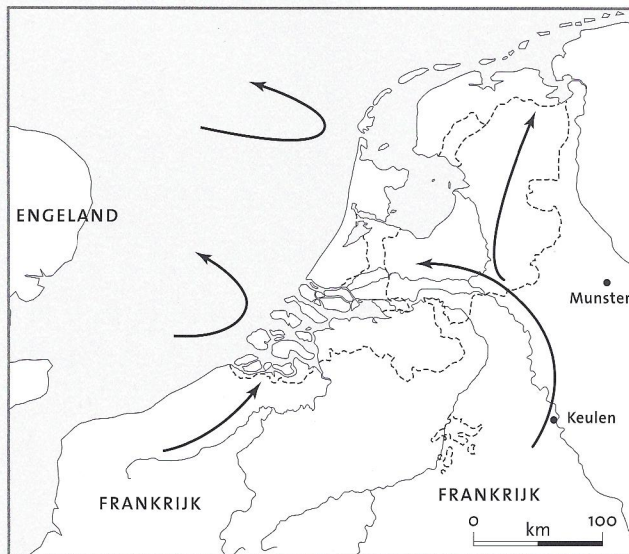 ENGELAND
Munster
Keulen
FRANKRIJK
FRANKRIJK
0 100
km